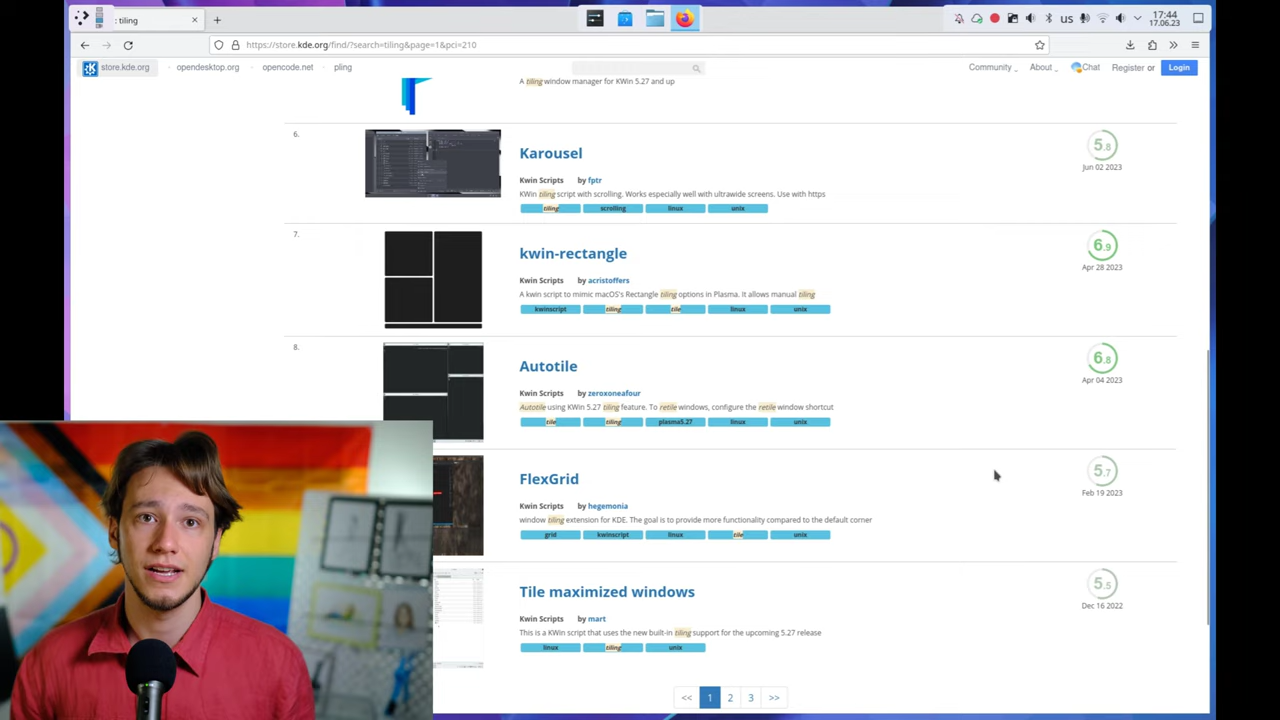 : tiling
us
17:44
17.06.23
https://store.kde.org/find/?search=tiling&page=1&pci=210
store.kde.org
opendesktop.org
opencode.net
pling
Community
About
Chat
Register or
Login
A tiling window manager for KWin 5.27 and up
6.
Karousel
5.8
Jun 02 2023
Kwin Scripts by fptr
KWin tiling script with scrolling. Works especially well with ultrawide screens. Use with https
tiling scrolling linux unix
7.
kwin-rectangle
6.9
Apr 28 2023
Kwin Scripts by acristoffers
A kwin script to mimic macOS's Rectangle tiling options in Plasma. It allows manual tiling
kwinscript tiling tile linux unix
8.
Autotile
6.8
Apr 04 2023
Kwin Scripts by zeroxoneafour
Autotile using KWin 5.27 tiling feature. To retile windows, configure the retile window shortcut
tile tiling plasma5.27 linux unix
FlexGrid
5.7
Feb 19 2023
Kwin Scripts by hegemonia
window tiling extension for KDE. The goal is to provide more functionality compared to the default corner
grid kwinscript linux tile unix
Tile maximized windows
5.5
Dec 16 2022
Kwin Scripts by mart
This is a KWin script that uses the new built-in tiling support for the upcoming 5.27 release
linux tiling unix
<< 1 2 3 >>